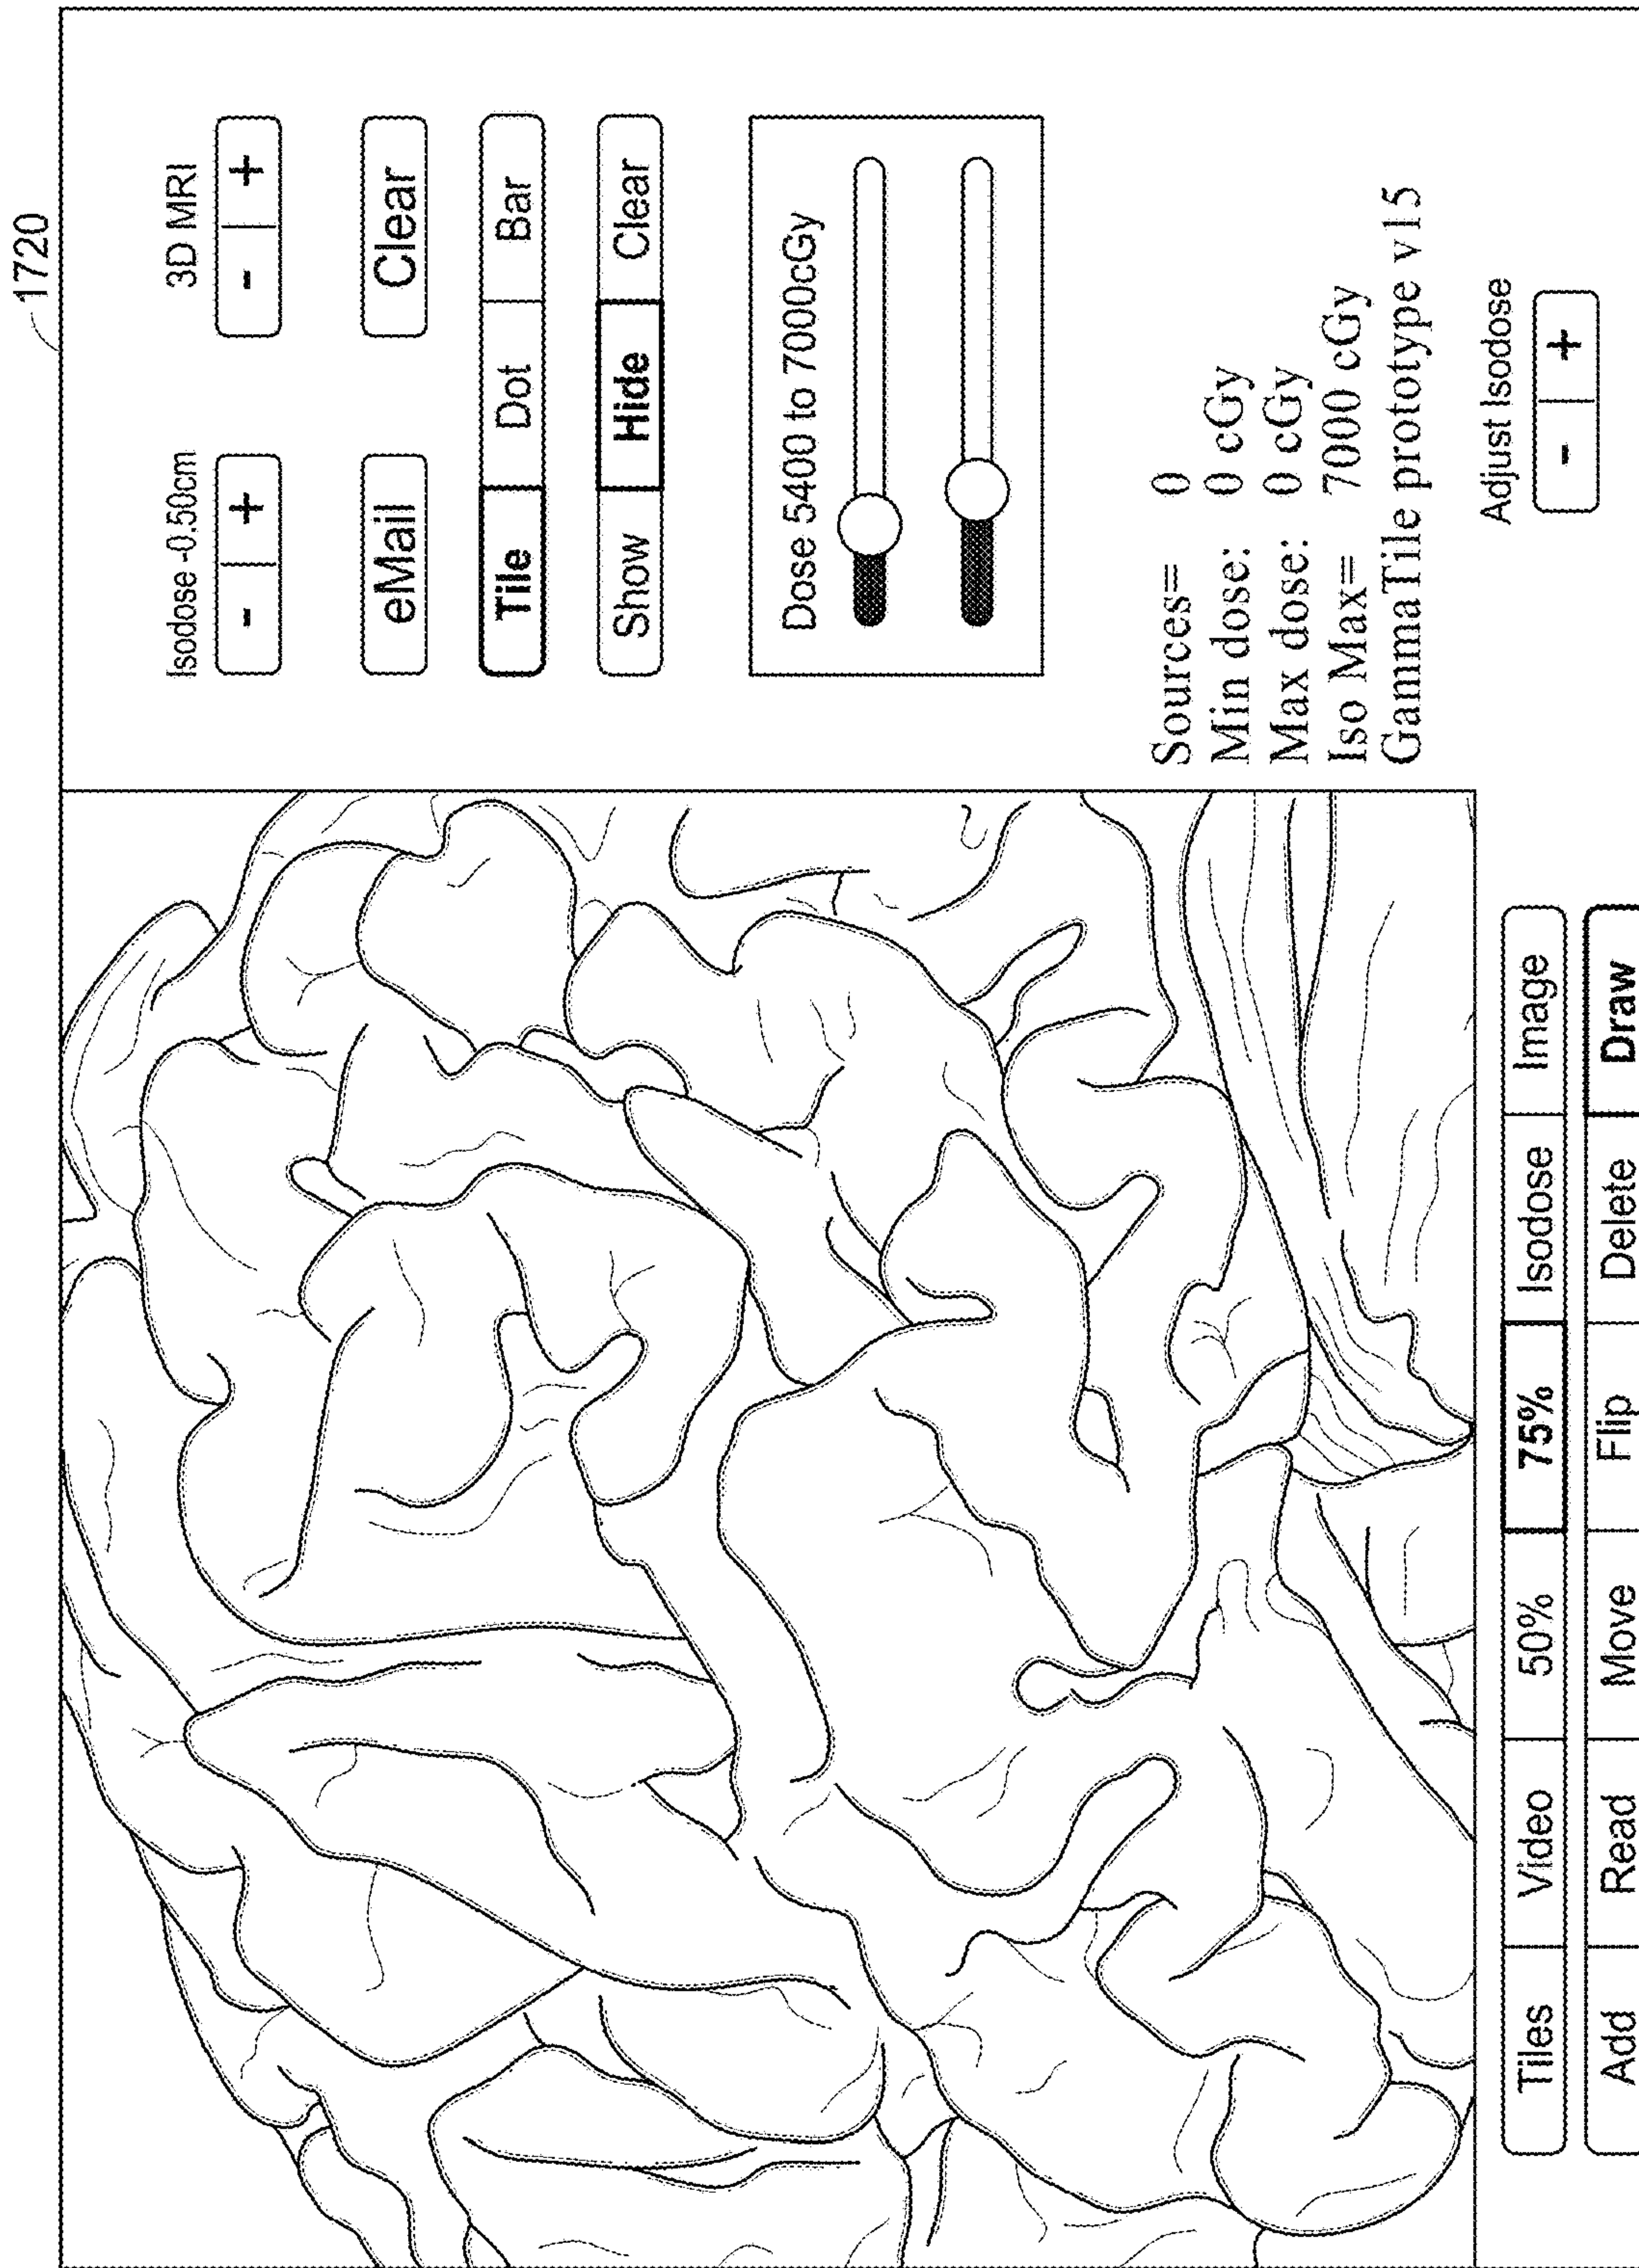 1720
Isodose -0.50cm 3D MRI
- + - +
eMail Clear
Tile Dot Bar
Show Hide Clear
Dose 5400 to 7000cGy
Sources= 0
Min dose: 0 cGy
Max dose: 0 cGy
Iso Max= 7000 cGy
GammaTile prototype v15
Adjust Isodose
- +
Tiles Video 50% 75% Isodose Image
Add Read Move Flip Delete Draw